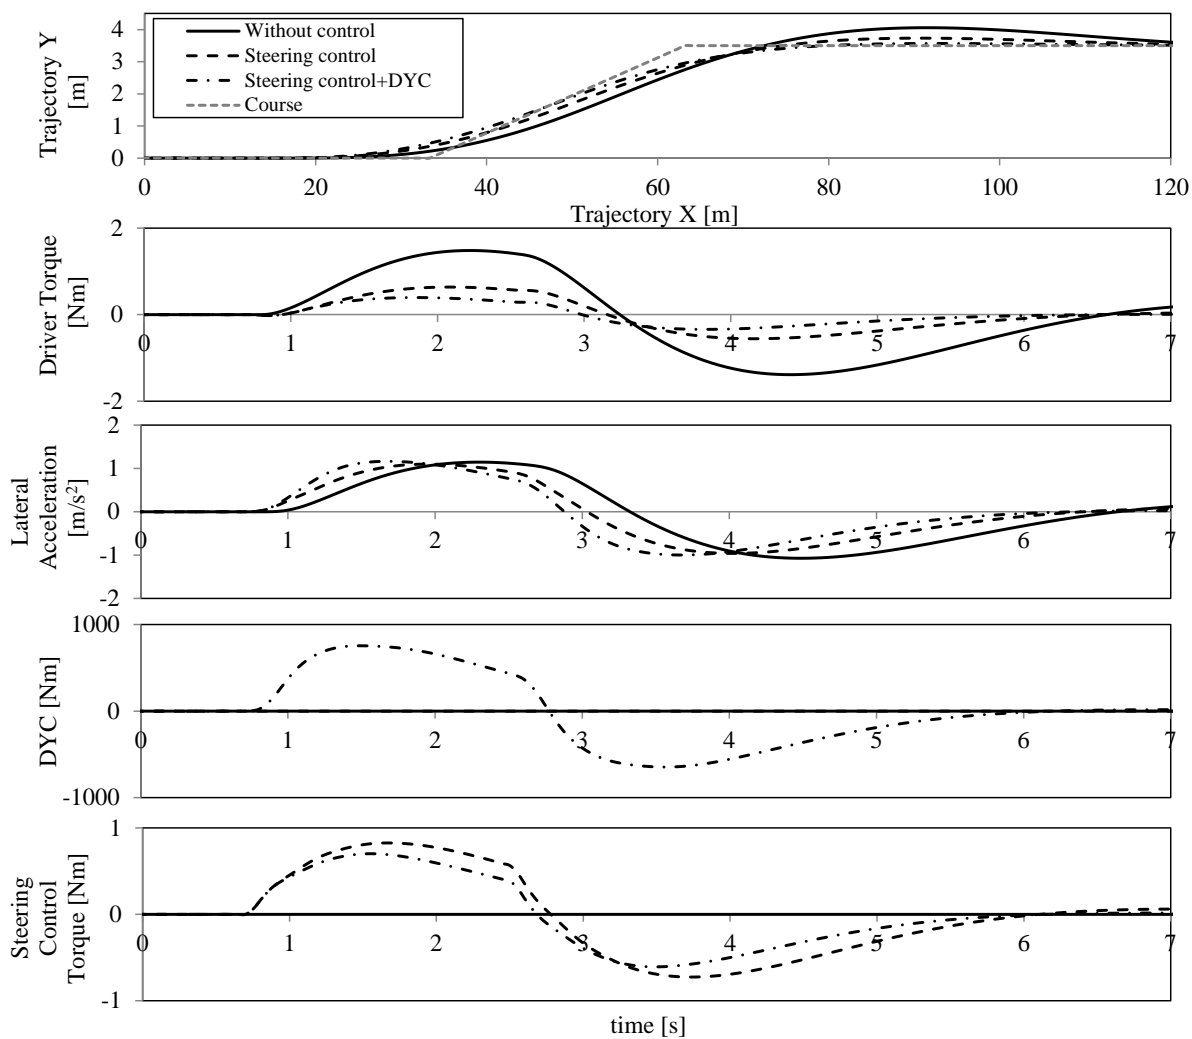 Trajectory Y
[m]
4
3
2
1
0
Without control
Steering control
Steering control+DYC
Course
0 20 40 60 80 100 120
Trajectory X [m]
Driver Torque
[Nm]
2
0
-2
0 1 2 3 4 5 6 7
Lateral
Acceleration
[m/s²]
2
1
0
-1
-2
0 1 2 3 4 5 6 7
DYC [Nm]
1000
0
-1000
0 1 2 3 4 5 6 7
Steering
Control
Torque [Nm]
1
0
-1
0 1 2 3 4 5 6 7
time [s]